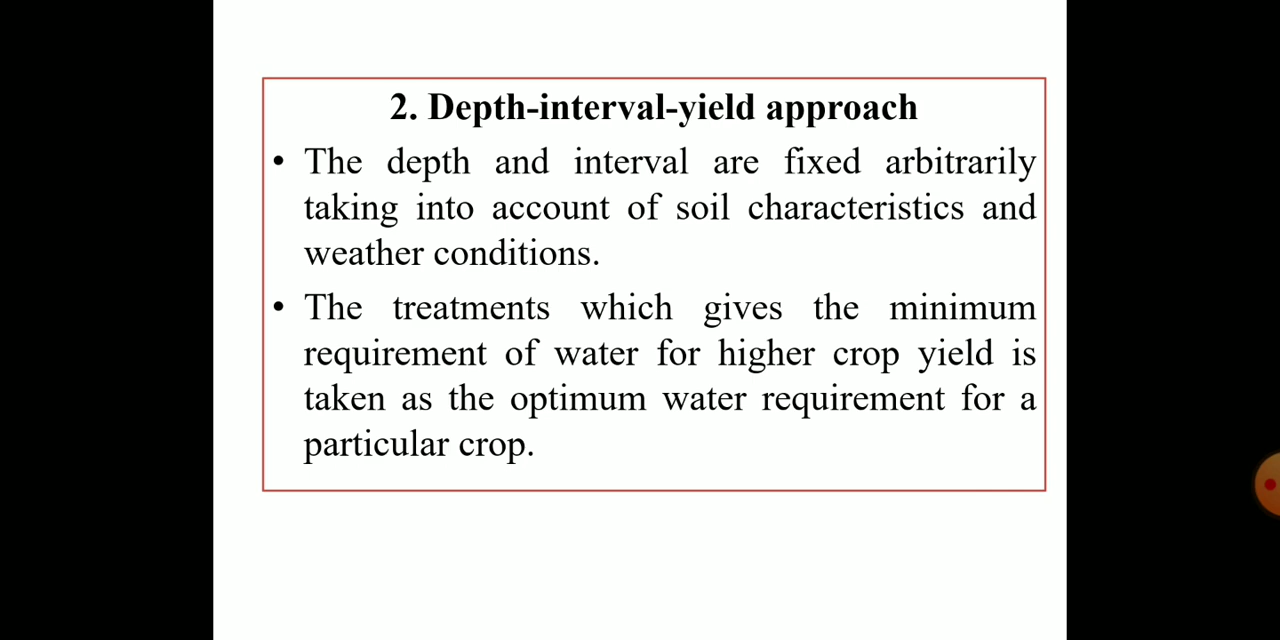 2. Depth-interval-yield approach
• The depth and interval are fixed arbitrarily
taking into account of soil characteristics and
weather conditions.
• The treatments which gives the minimum
requirement of water for higher crop yield is
taken as the optimum water requirement for a
particular crop.